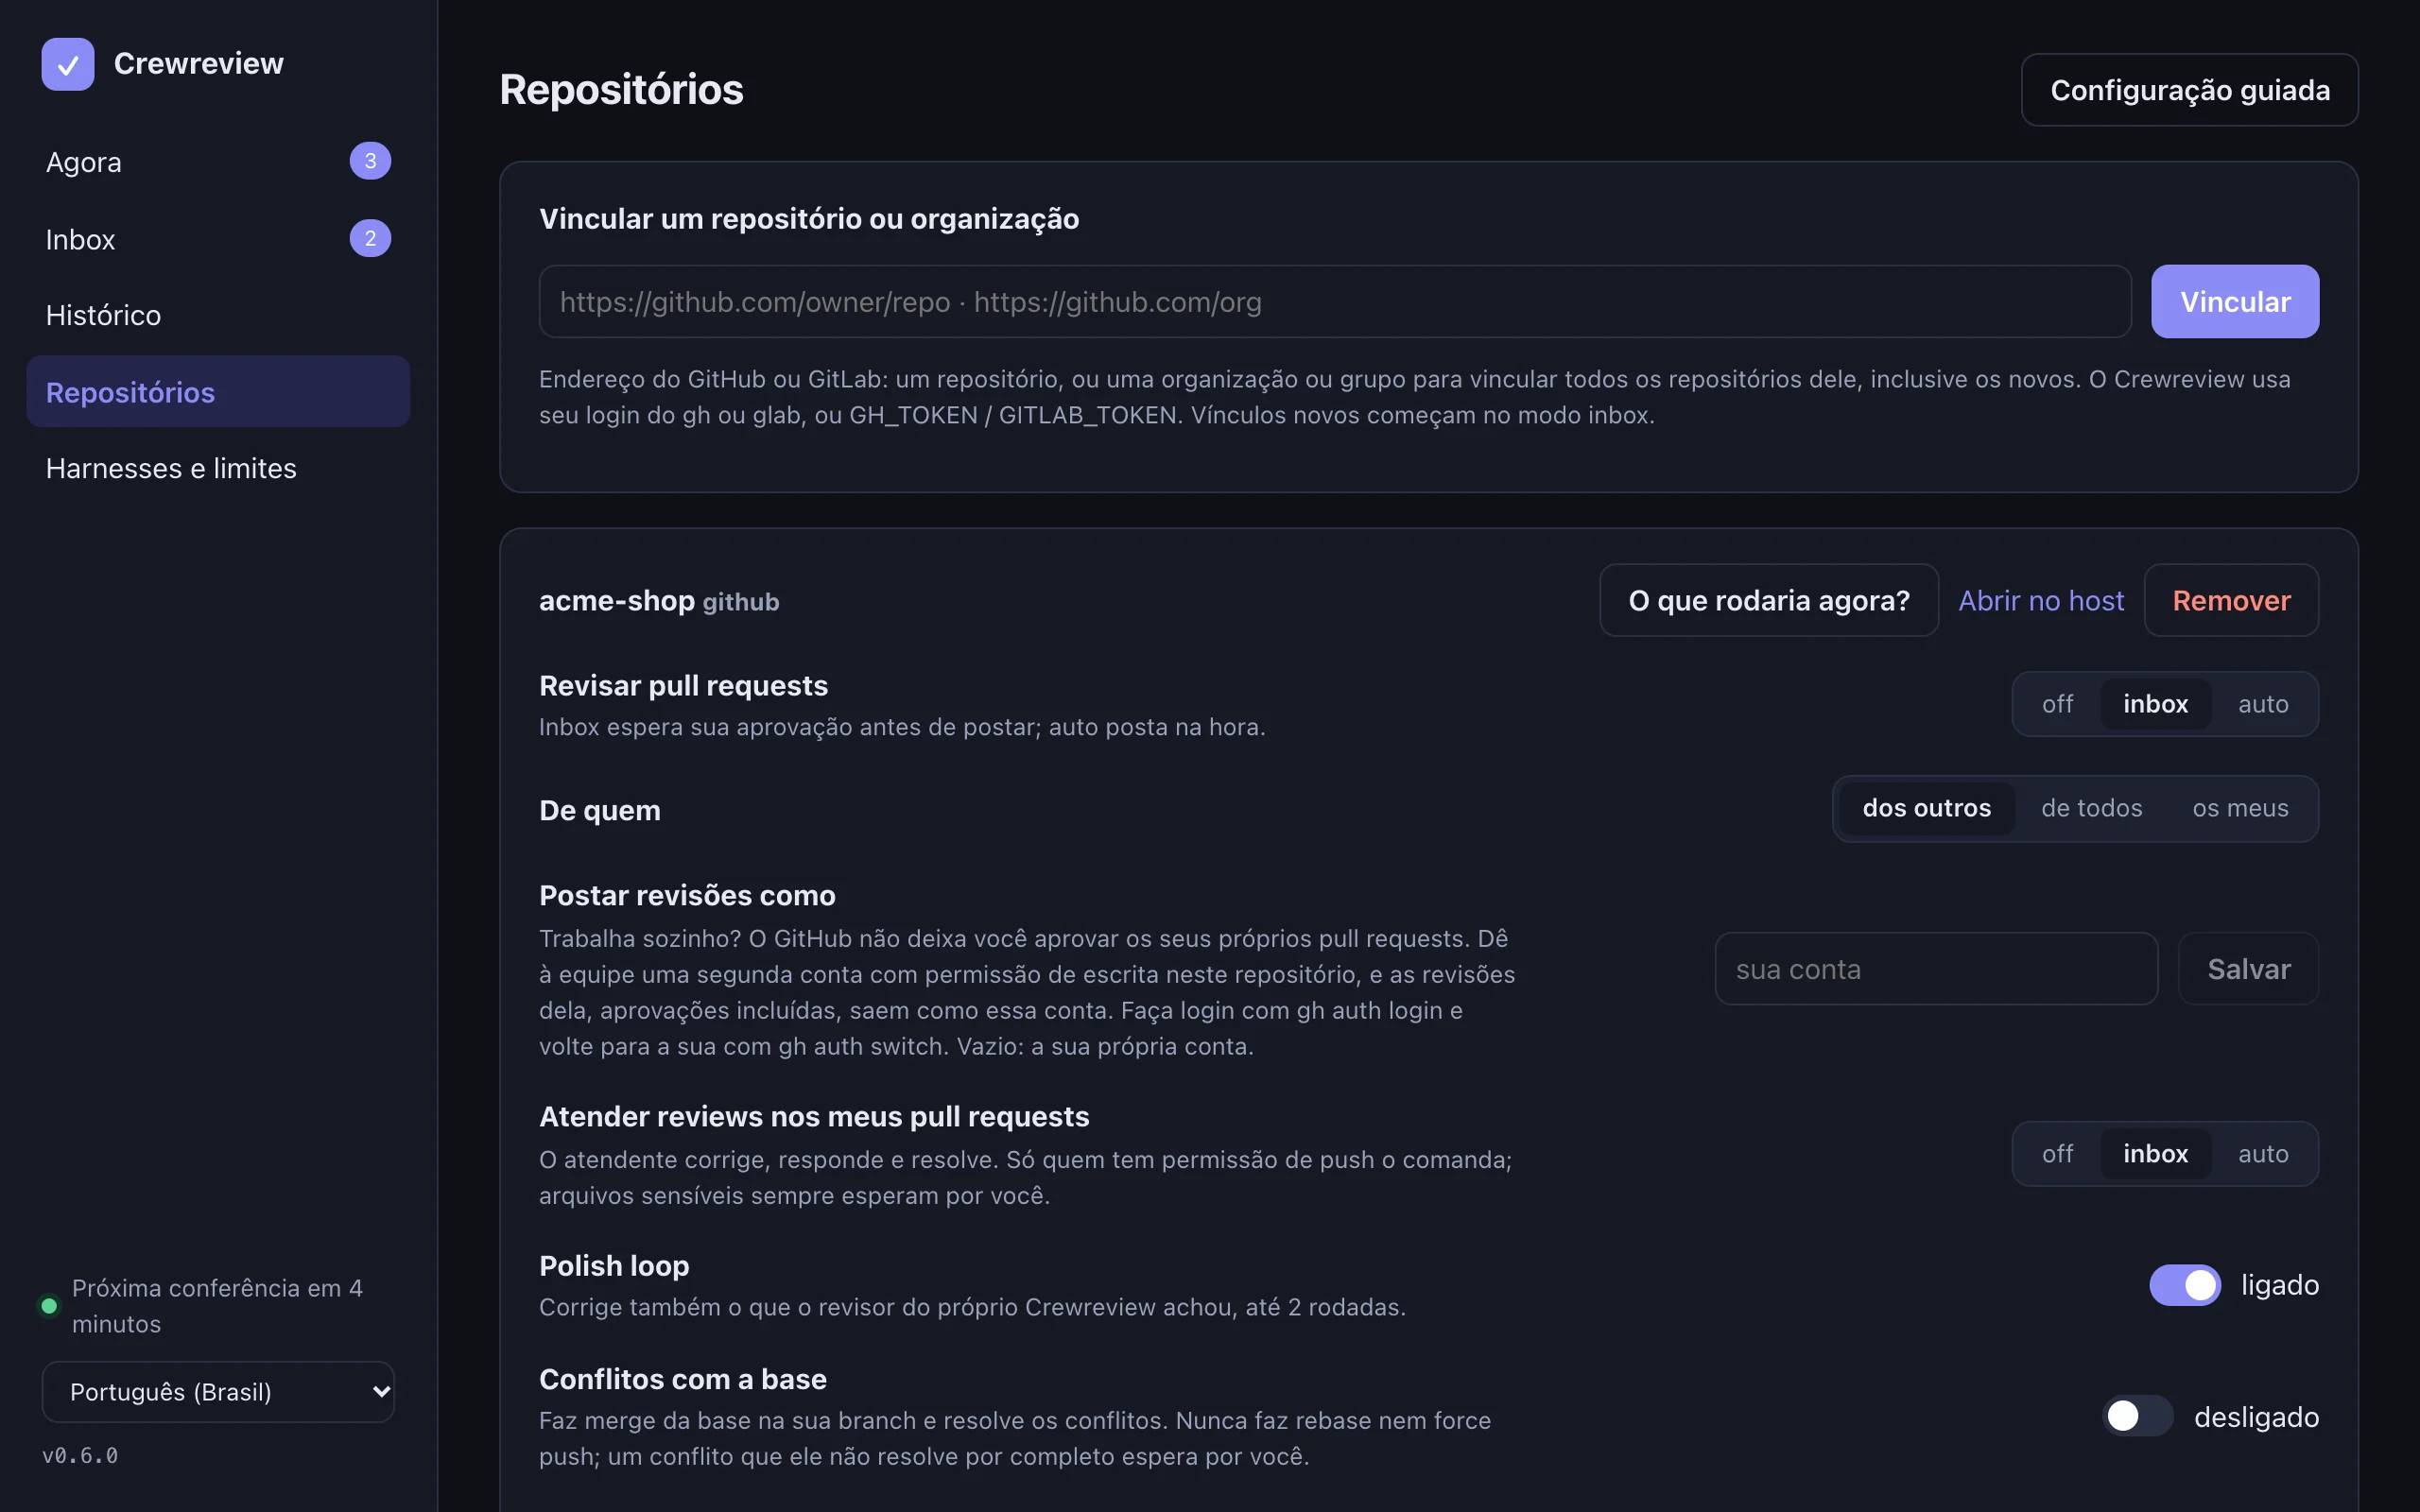 Crewreview
Agora 3
Inbox 2
Histórico
Repositórios
Harnesses e limites
Próxima conferência em 4
minutos
Português (Brasil)
v0.6.0
Repositórios
Configuração guiada
Vincular um repositório ou organização
https://github.com/owner/repo · https://github.com/org
Vincular
Endereço do GitHub ou GitLab: um repositório, ou uma organização ou grupo para vincular todos os repositórios dele, inclusive os novos. O Crewreview usa
seu login do gh ou glab, ou GH_TOKEN / GITLAB_TOKEN. Vínculos novos começam no modo inbox.
acme-shop github
O que rodaria agora? Abrir no host Remover
Revisar pull requests
Inbox espera sua aprovação antes de postar; auto posta na hora.
off inbox auto
De quem
dos outros de todos os meus
Postar revisões como
Trabalha sozinho? O GitHub não deixa você aprovar os seus próprios pull requests. Dê
à equipe uma segunda conta com permissão de escrita neste repositório, e as revisões
dela, aprovações incluídas, saem como essa conta. Faça login com gh auth login e
volte para a sua com gh auth switch. Vazio: a sua própria conta.
sua conta Salvar
Atender reviews nos meus pull requests
O atendente corrige, responde e resolve. Só quem tem permissão de push o comanda;
arquivos sensíveis sempre esperam por você.
off inbox auto
Polish loop
Corrige também o que o revisor do próprio Crewreview achou, até 2 rodadas.
ligado
Conflitos com a base
Faz merge da base na sua branch e resolve os conflitos. Nunca faz rebase nem force
push; um conflito que ele não resolve por completo espera por você.
desligado